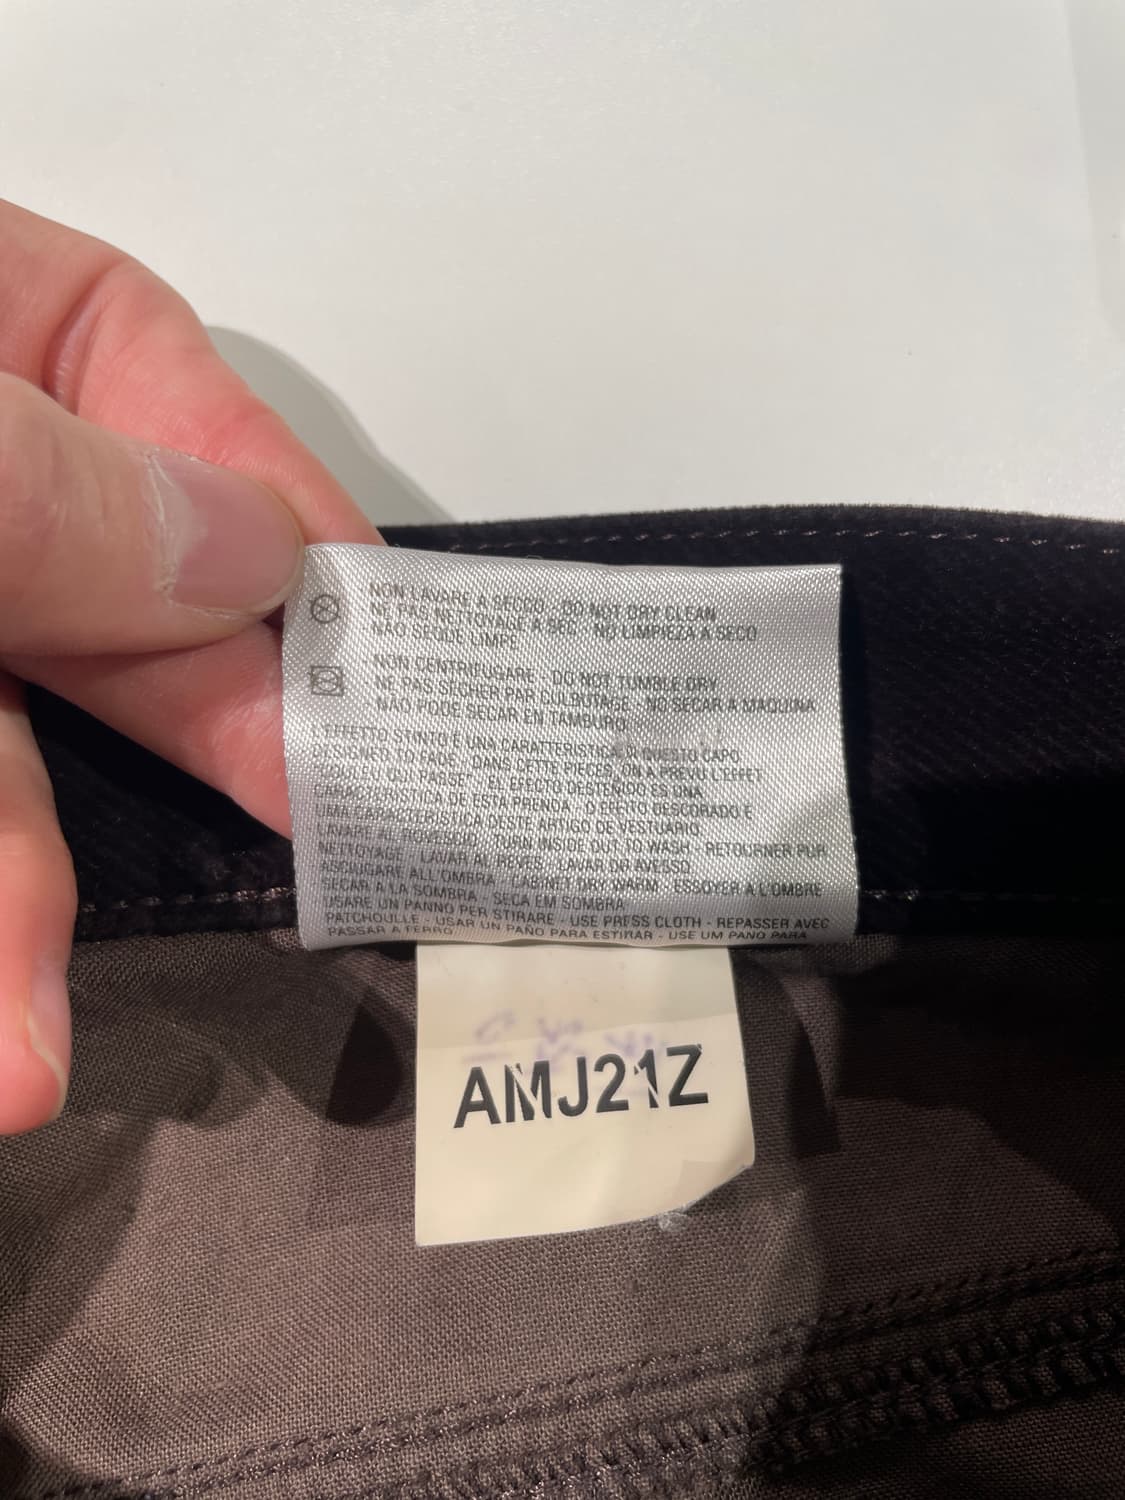 NON LAVARE A SECCO - DO NOT DRY CLEAN
NE PAS NETTOYAGE A SEC - NO LIMPIEZA A SECO
NÃO SEQUE LIMPE
NON CENTRIFUGARE - DO NOT TUMBLE DRY
NE PAS SECHER PAR CULBUTAGE - NO SECAR A MAQUINA
NÃO PODE SECAR EN TAMBURO
L'EFFETTO STINTO E UNA CARATTERISTICA DI QUESTO CAPO
DESIGNED TO FADE "DANS CETTE PIECES, ON A PREVU L'EFFET
COULEU QUI PASSE" EL EFECTO DESTENIDO ES UNA
CARACTERISTICA DE ESTA PRENDA - O EFEITO DESCORADO E
UMA CARACTERISTICA DESTE ARTIGO DE VESTUARIO
LAVARE AL ROVESCIO - TURN INSIDE OUT TO WASH - RETOURNER POUR
NETTOYAGE - LAVAR AL REVES - LAVAR DO AVESSO
ASCIUGARE ALL'OMBRA - CABINET DRY WARM - ESSUYER A L'OMBRE
SECAR A LA SOMBRA - SECA EM SOMBRA
USARE UN PANNO PER STIRARE - USE PRESS CLOTH - REPASSER AVEC
PATCHOULLE - USAR UN PAÑO PARA ESTIRAR - USE UM PANO PARA
PASSAR A FERRO
AMJ21Z